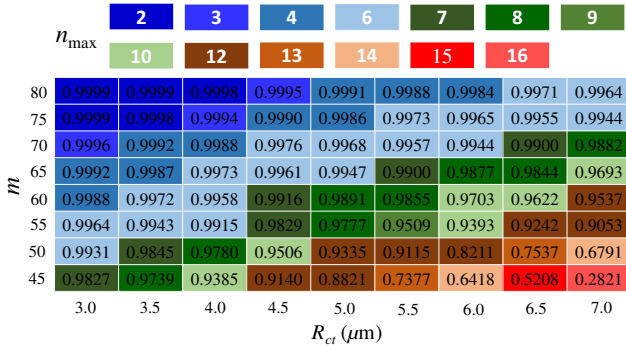 2 3 4 6 7 8 9
n_max
10 12 13 14 15 16
80 0.9999 0.9999 0.9998 0.9995 0.9991 0.9988 0.9984 0.9971 0.9964
75 0.9999 0.9998 0.9994 0.9990 0.9986 0.9973 0.9965 0.9955 0.9944
70 0.9996 0.9992 0.9988 0.9976 0.9968 0.9957 0.9944 0.9900 0.9882
65 0.9992 0.9987 0.9973 0.9961 0.9947 0.9900 0.9877 0.9844 0.9693
m
60 0.9988 0.9972 0.9958 0.9916 0.9891 0.9855 0.9703 0.9622 0.9537
55 0.9964 0.9943 0.9915 0.9829 0.9777 0.9509 0.9393 0.9242 0.9053
50 0.9931 0.9845 0.9780 0.9506 0.9335 0.9115 0.8211 0.7537 0.6791
45 0.9827 0.9739 0.9385 0.9140 0.8821 0.7377 0.6418 0.5208 0.2821
3.0 3.5 4.0 4.5 5.0 5.5 6.0 6.5 7.0
R_ct (μm)